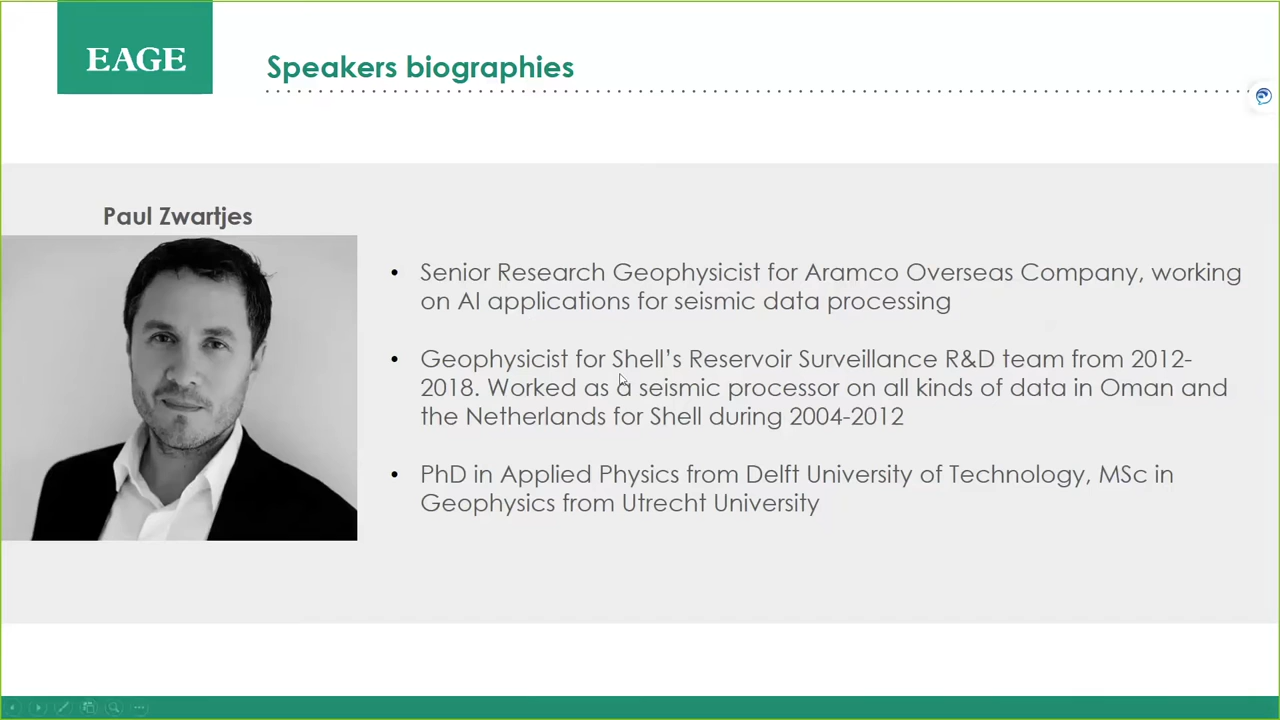 EAGE
Speakers biographies
Paul Zwartjes
• Senior Research Geophysicist for Aramco Overseas Company, working
on AI applications for seismic data processing
• Geophysicist for Shell’s Reservoir Surveillance R&D team from 2012-
2018. Worked as a seismic processor on all kinds of data in Oman and
the Netherlands for Shell during 2004-2012
• PhD in Applied Physics from Delft University of Technology, MSc in
Geophysics from Utrecht University